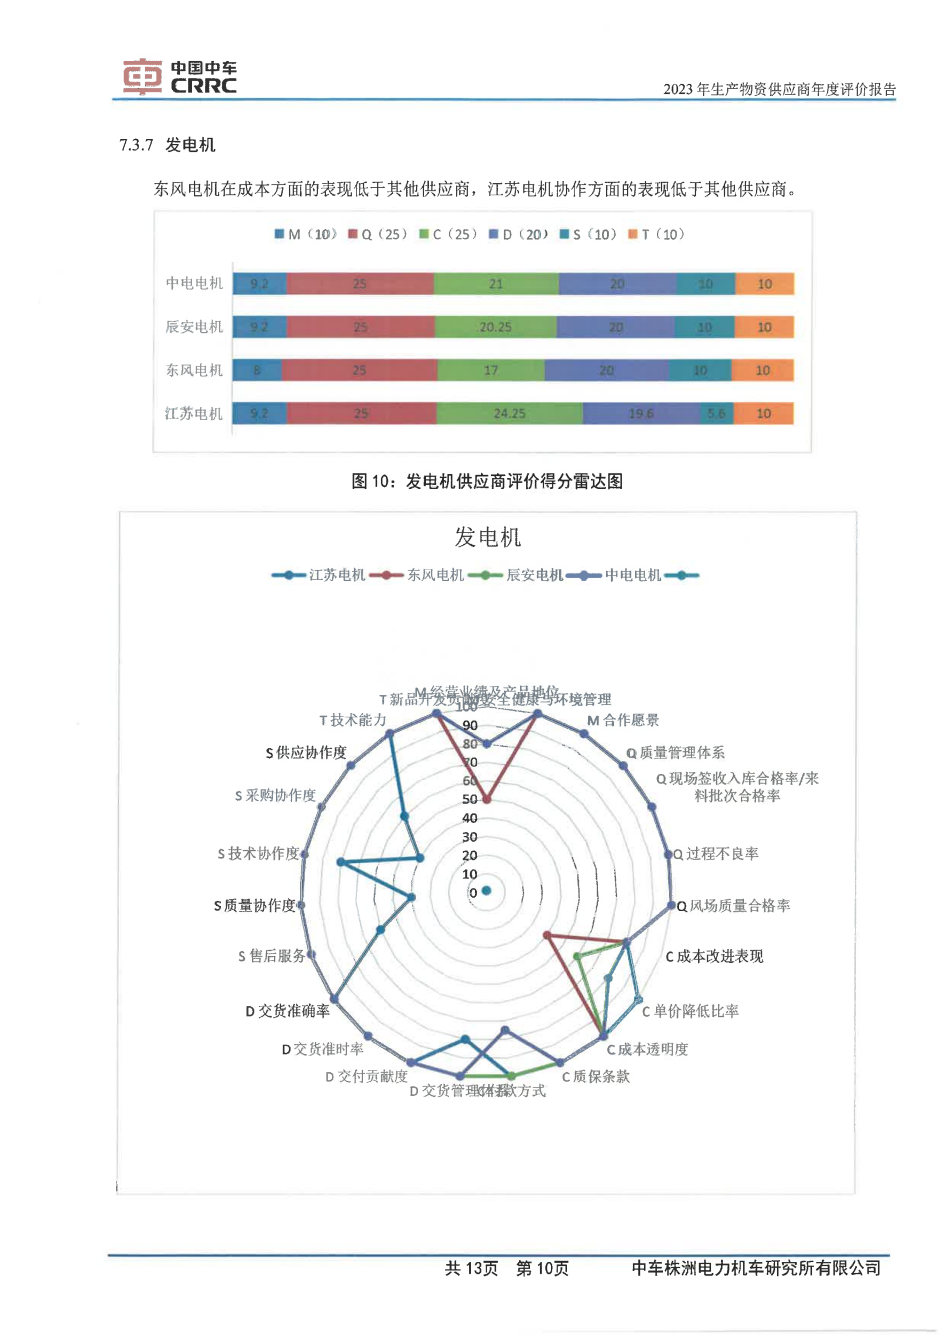 中国中车
CRRC
2023 年生产物资供应商年度评价报告
7.3.7 发电机
东风电机在成本方面的表现低于其他供应商，江苏电机协作方面的表现低于其他供应商。
M（10） Q（25） C（25） D（20） S（10） T（10）
中电电机 9.2 25 21 20 10 10
辰安电机 9.2 25 20.25 20 10 10
东风电机 8 25 17 20 10 10
江苏电机 9.2 25 24.25 19.6 5.6 10
图 10：发电机供应商评价得分雷达图
发电机
江苏电机 东风电机 辰安电机 中电电机
M 经营业绩及产品地位
T 新品开发贡献度 安全健康与环境管理
100
T 技术能力 90 M 合作愿景
80
S 供应协作度 Q 质量管理体系
70
60
S 采购协作度 Q 现场签收入库合格率/来
料批次合格率
50
40
30
S 技术协作度 20 Q 过程不良率
10
0
S 质量协作度 Q 风场质量合格率
S 售后服务 C 成本改进表现
D 交货准确率 C 单价降低比率
D 交货准时率 C 成本透明度
D 交付贡献度 C 质保条款
D 交货管理体系 C 付款方式
共 13页 第 10页 中车株洲电力机车研究所有限公司